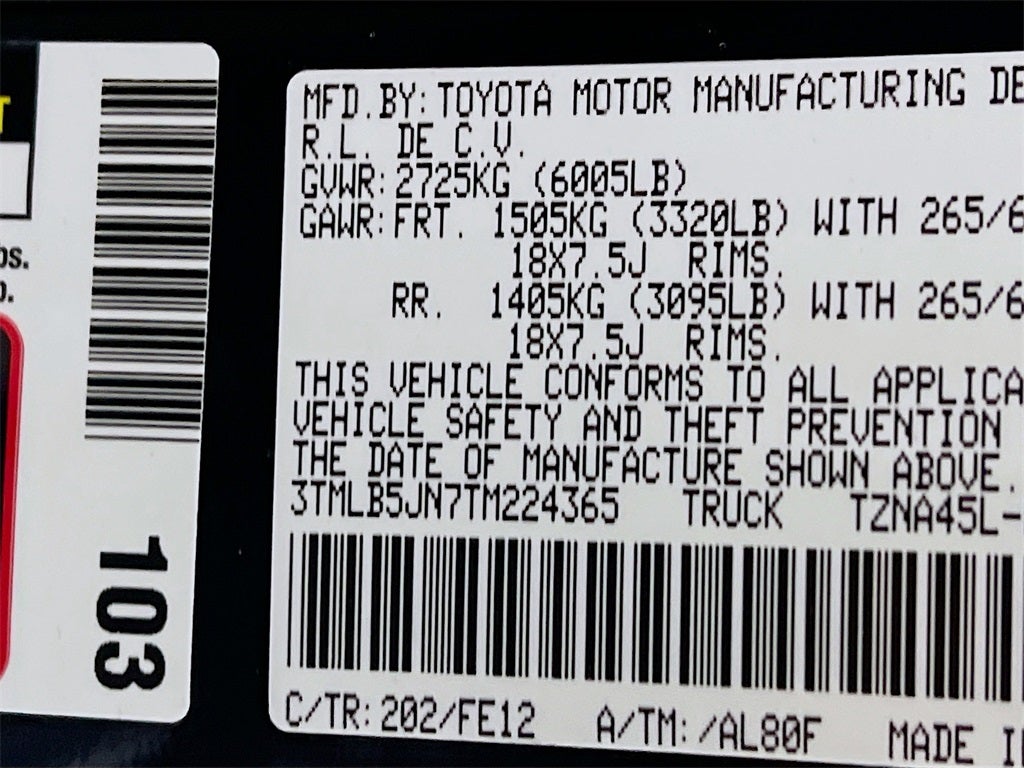 T
bs.
b.
103
MFD.BY: TOYOTA MOTOR MANUFACTURING DE
R.L. DE C.V.
GVWR: 2725KG (6005LB)
GAWR: FRT. 1505KG (3320LB) WITH 265/6
18X7.5J RIMS.
RR. 1405KG (3095LB) WITH 265/6
18X7.5J RIMS.
THIS VEHICLE CONFORMS TO ALL APPLICA
VEHICLE SAFETY AND THEFT PREVENTION
THE DATE OF MANUFACTURE SHOWN ABOVE.
3TMLB5JN7TM224365 TRUCK TZNA45L-
C/TR: 202/FE12 A/TM: /AL80F MADE I